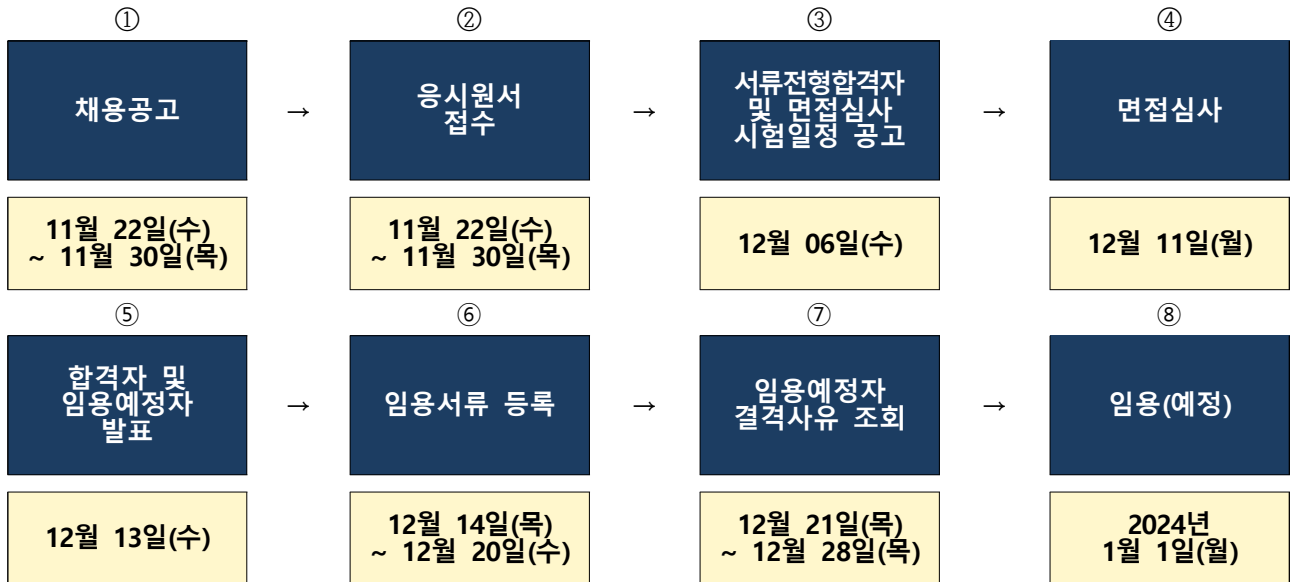 ①
②
③
④
채용공고
→
응시원서
접수
→
서류전형합격자
및 면접심사
시험일정 공고
→
면접심사
11월 22일(수)
~ 11월 30일(목)
11월 22일(수)
~ 11월 30일(목)
12월 06일(수)
12월 11일(월)
⑤
⑥
⑦
⑧
합격자 및
임용예정자
발표
→
임용서류 등록
→
임용예정자
결격사유 조회
→
임용(예정)
12월 13일(수)
12월 14일(목)
~ 12월 20일(수)
12월 21일(목)
~ 12월 28일(목)
2024년
1월 1일(월)